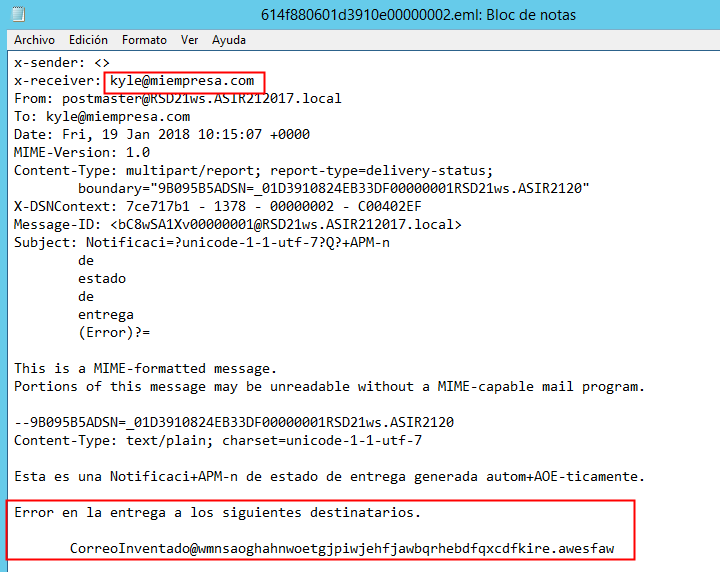 614f880601d3910e00000002.eml: Bloc de notas
Archivo Edición Formato Ver Ayuda
x-sender: <>
x-receiver: kyle@miempresa.com
From: postmaster@RSD21ws.ASIR212017.local
To: kyle@miempresa.com
Date: Fri, 19 Jan 2018 10:15:07 +0000
MIME-Version: 1.0
Content-Type: multipart/report; report-type=delivery-status;
boundary="9B095B5ADSN=_01D3910824EB33DF00000001RSD21ws.ASIR2120"
X-DSNContext: 7ce717b1 - 1378 - 00000002 - C00402EF
Message-ID: <bC8wSA1Xv00000001@RSD21ws.ASIR212017.local>
Subject: Notificaci=?unicode-1-1-utf-7?Q?+APM-n
de
estado
de
entrega
(Error)?=
This is a MIME-formatted message.
Portions of this message may be unreadable without a MIME-capable mail program.
--9B095B5ADSN=_01D3910824EB33DF00000001RSD21ws.ASIR2120
Content-Type: text/plain; charset=unicode-1-1-utf-7
Esta es una Notificaci+APM-n de estado de entrega generada autom+AOE-ticamente.
Error en la entrega a los siguientes destinatarios.
CorreoInventado@wmnsaoghahnwoetgjpiwjehfjawbqrhebdfqxcdfkire.awesfaw